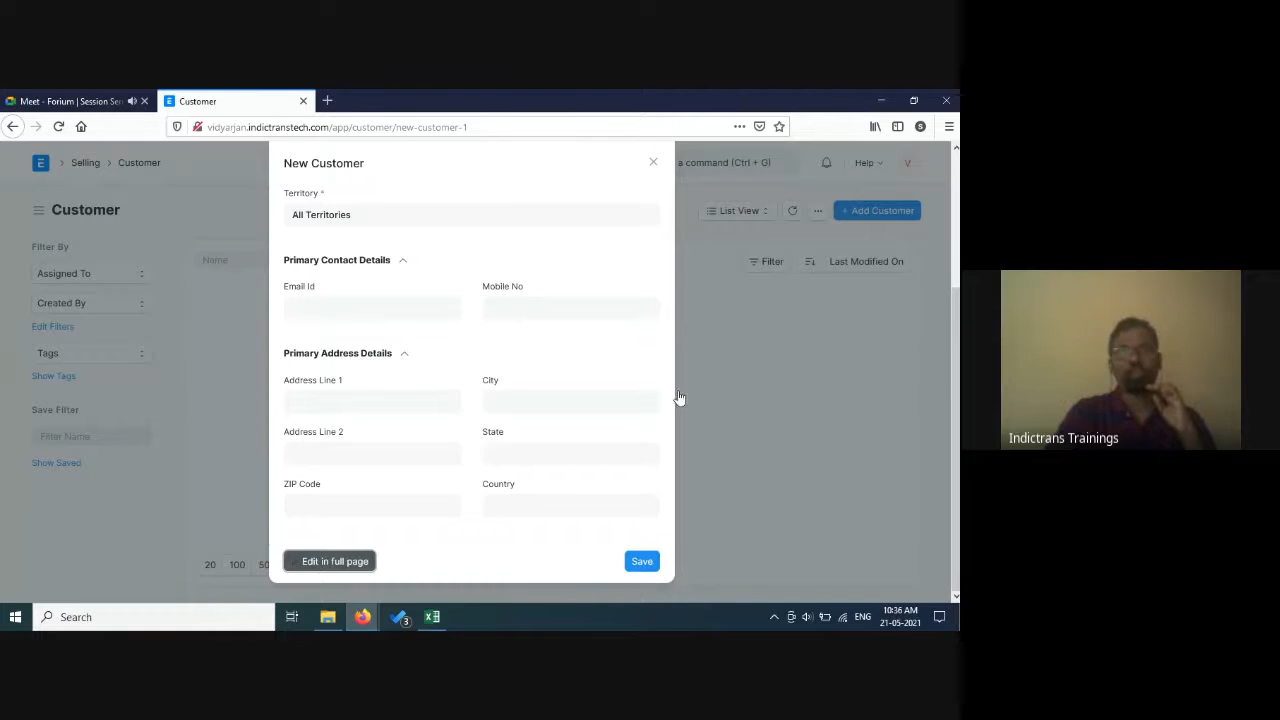 Meet - Forium | Session Ser
Customer
vidyarjan.indictranstech.com/app/customer/new-customer-1
E
Selling
Customer
a command (Ctrl + G)
Help
V
Customer
List View
+ Add Customer
Filter By
Assigned To
Created By
Edit Filters
Tags
Show Tags
Save Filter
Filter Name
Show Saved
Name
Filter
Last Modified On
New Customer
Territory *
All Territories
Primary Contact Details
Email Id
Mobile No
Primary Address Details
Address Line 1
City
Address Line 2
State
ZIP Code
Country
Edit in full page
Save
20
100
Search
3
ENG
10:36 AM
21-05-2021
Indictrans Trainings